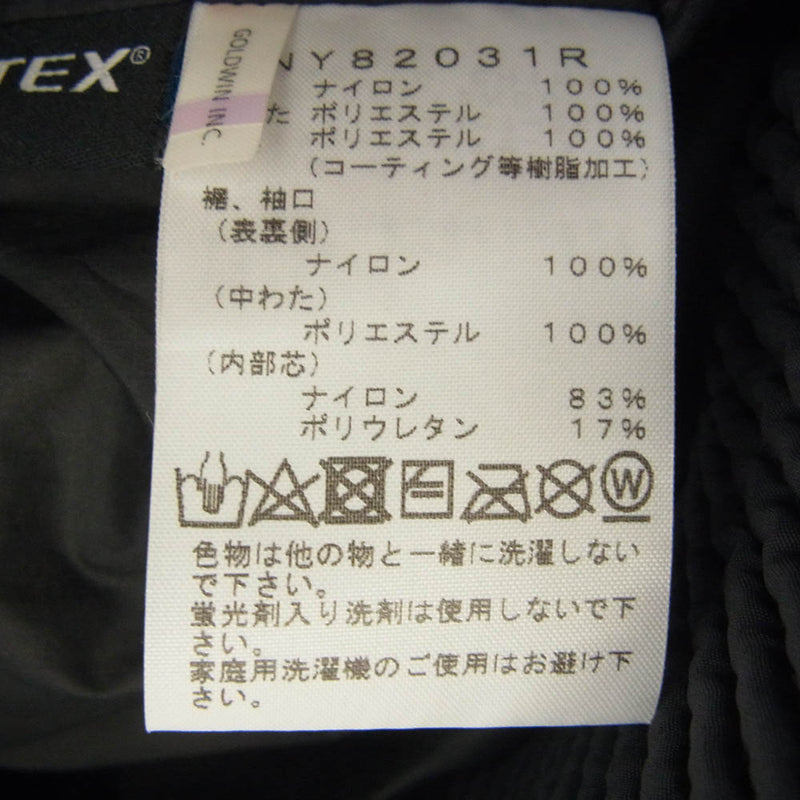 TEX®
GOLDWIN INC.
NY82031R
ナイロン 100%
た ポリエステル 100%
ポリエステル 100%
(コーティング等樹脂加工)
裾、袖口
(表裏側)
ナイロン 100%
(中わた)
ポリエステル 100%
(内部芯)
ナイロン 83%
ポリウレタン 17%
W
色物は他の物と一緒に洗濯しない
で下さい。
蛍光剤入り洗剤は使用しないで下
さい。
家庭用洗濯機のご使用はお避け下
さい。